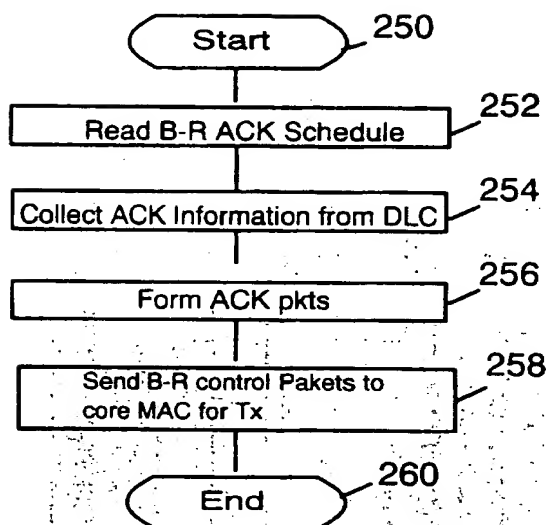 Start 250
Read B-R ACK Schedule 252
Collect ACK Information from DLC 254
Form ACK pkts 256
Send B-R control Pakets to 258
core MAC for Tx
End 260